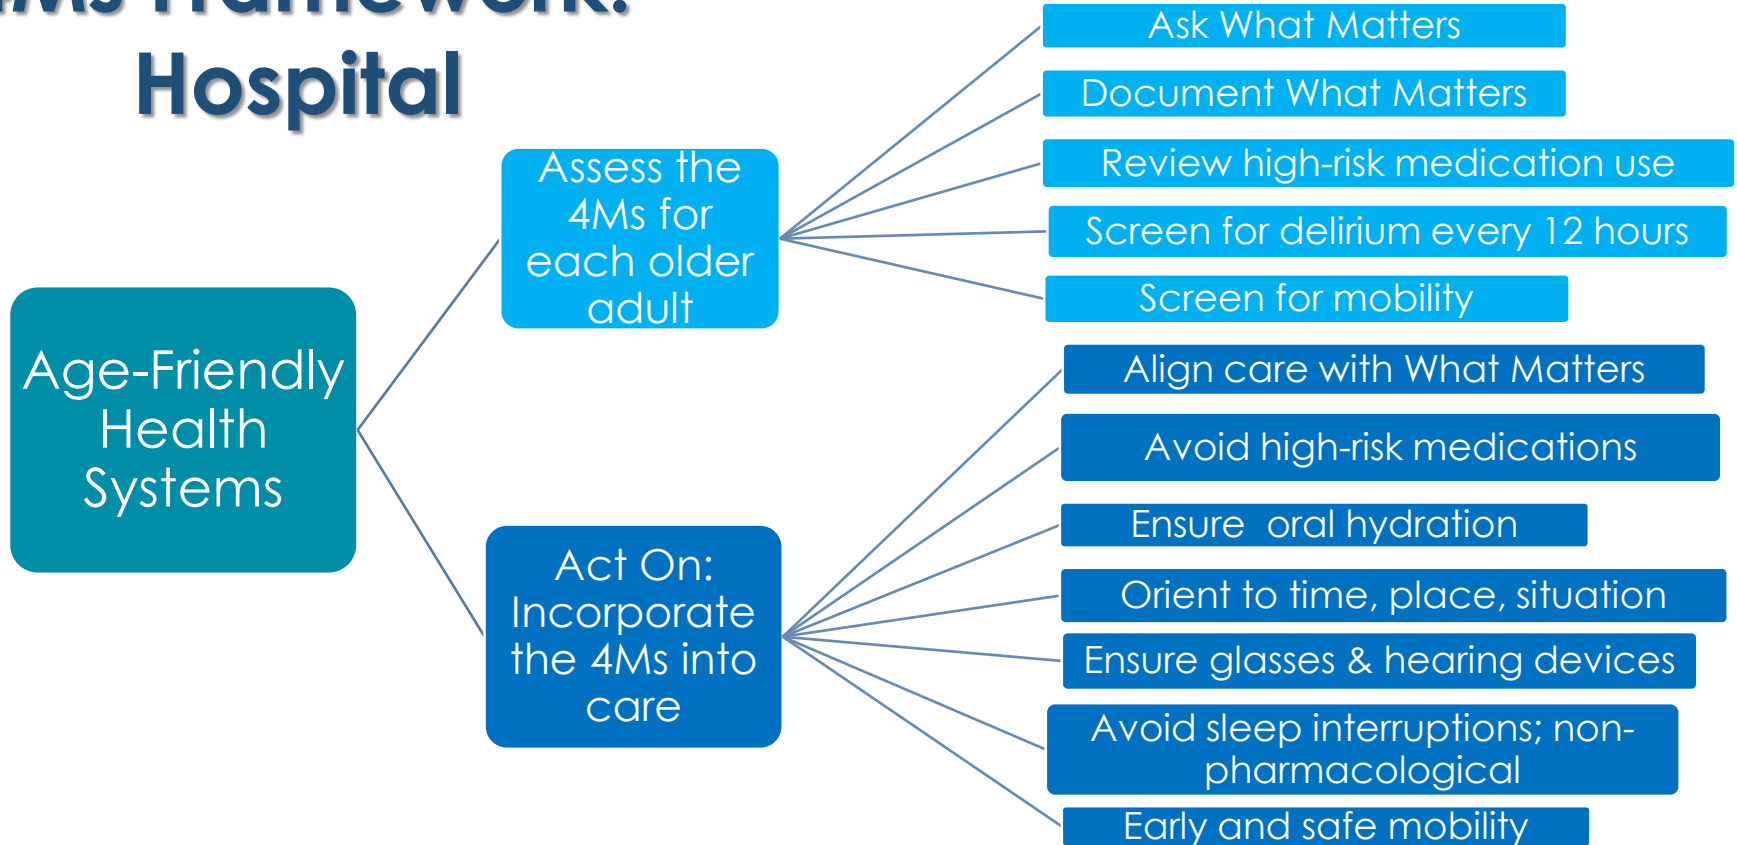 4Ms Framework:
Hospital
Age-Friendly
Health
Systems
Assess the
4Ms for
each older
adult
Ask What Matters
Document What Matters
Review high-risk medication use
Screen for delirium every 12 hours
Screen for mobility
Act On:
Incorporate
the 4Ms into
care
Align care with What Matters
Avoid high-risk medications
Ensure oral hydration
Orient to time, place, situation
Ensure glasses & hearing devices
Avoid sleep interruptions; non-
pharmacological
Early and safe mobility